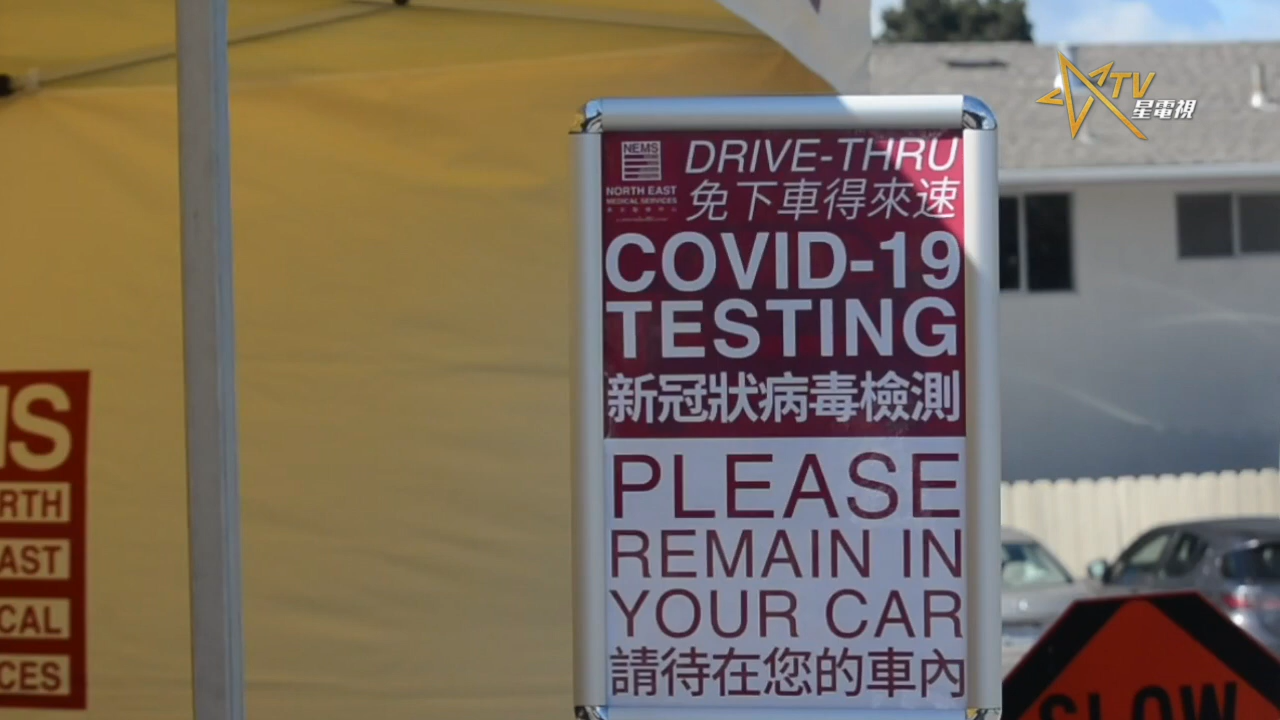 TV
星電視
NEMS
NORTH EAST
MEDICAL SERVICES
DRIVE-THRU
免下車得來速
COVID-19
TESTING
新冠狀病毒檢測
PLEASE
REMAIN IN
YOUR CAR
請待在您的車內
MS
RTH
AST
CAL
CES
SLOW